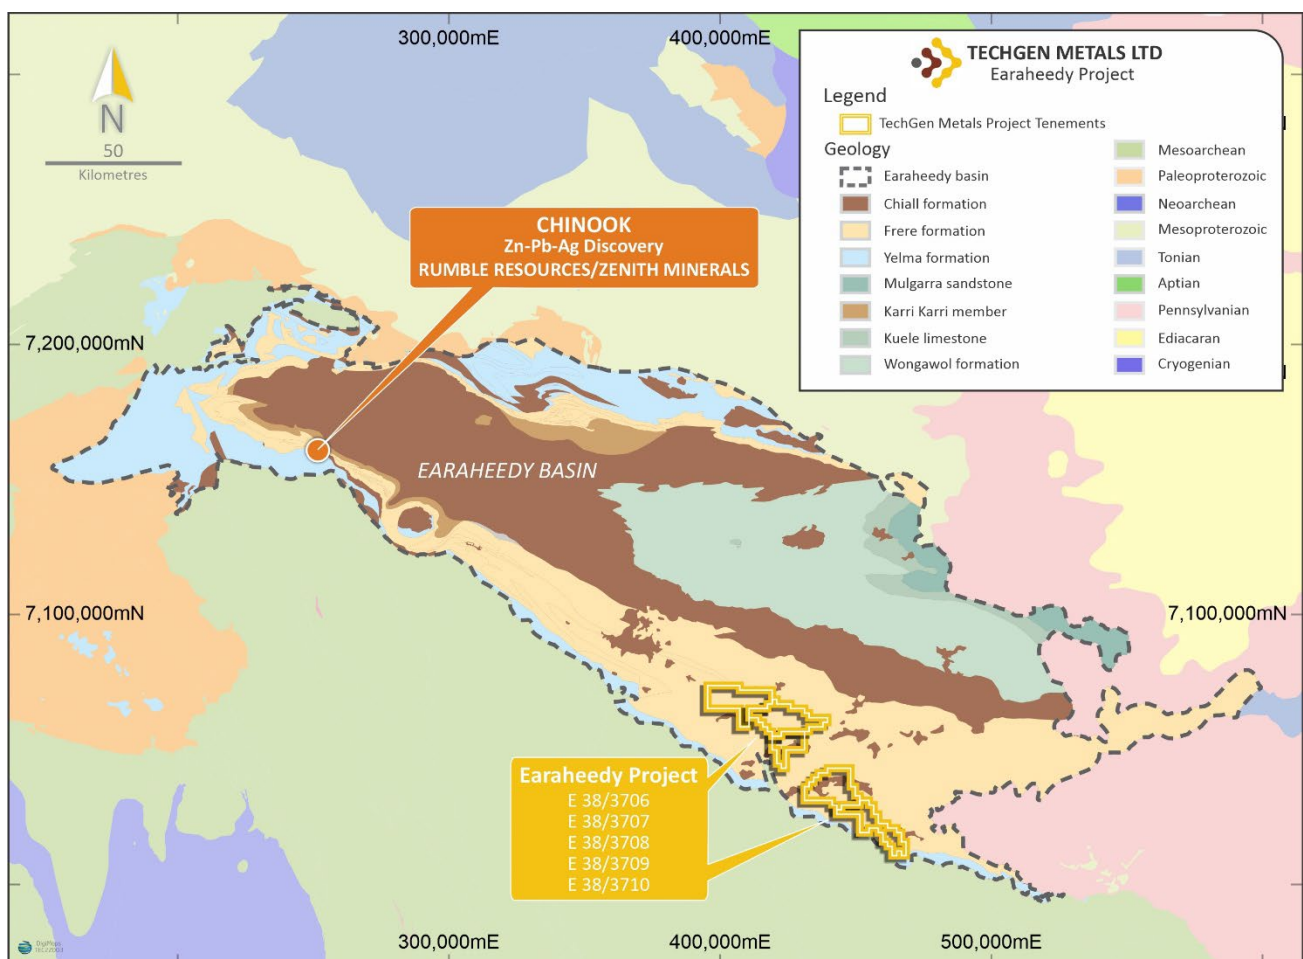 300,000mE
400,000mE
TECHGEN METALS LTD
Earaheedy Project
Legend
TechGen Metals Project Tenements
Geology
Earaheedy basin
Chiall formation
Frere formation
Yelma formation
Mulgarra sandstone
Karri Karri member
Kuele limestone
Wongawol formation
Mesoarchean
Paleoproterozoic
Neoarchean
Mesoproterozoic
Tonian
Aptian
Pennsylvanian
Ediacaran
Cryogenian
N
50
Kilometres
CHINOOK
Zn-Pb-Ag Discovery
RUMBLE RESOURCES/ZENITH MINERALS
7,200,000mN
EARAHEEDY BASIN
7,100,000mN
7,100,000mN
Earaheedy Project
E 38/3706
E 38/3707
E 38/3708
E 38/3709
E 38/3710
300,000mE
400,000mE
500,000mE